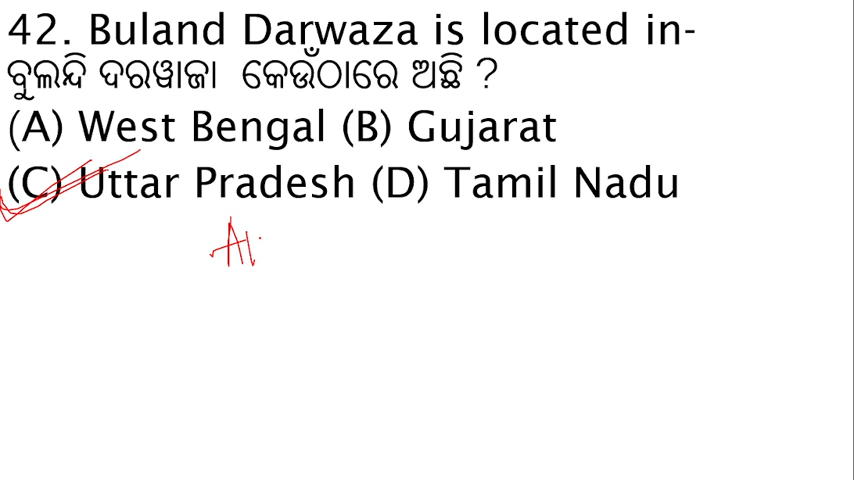 42. Buland Darwaza is located in-
ବୁଲନ୍ଦି ଦରୱାଜା କେଉଁଠାରେ ଅଛି ?
(A) West Bengal (B) Gujarat
(C) Uttar Pradesh (D) Tamil Nadu